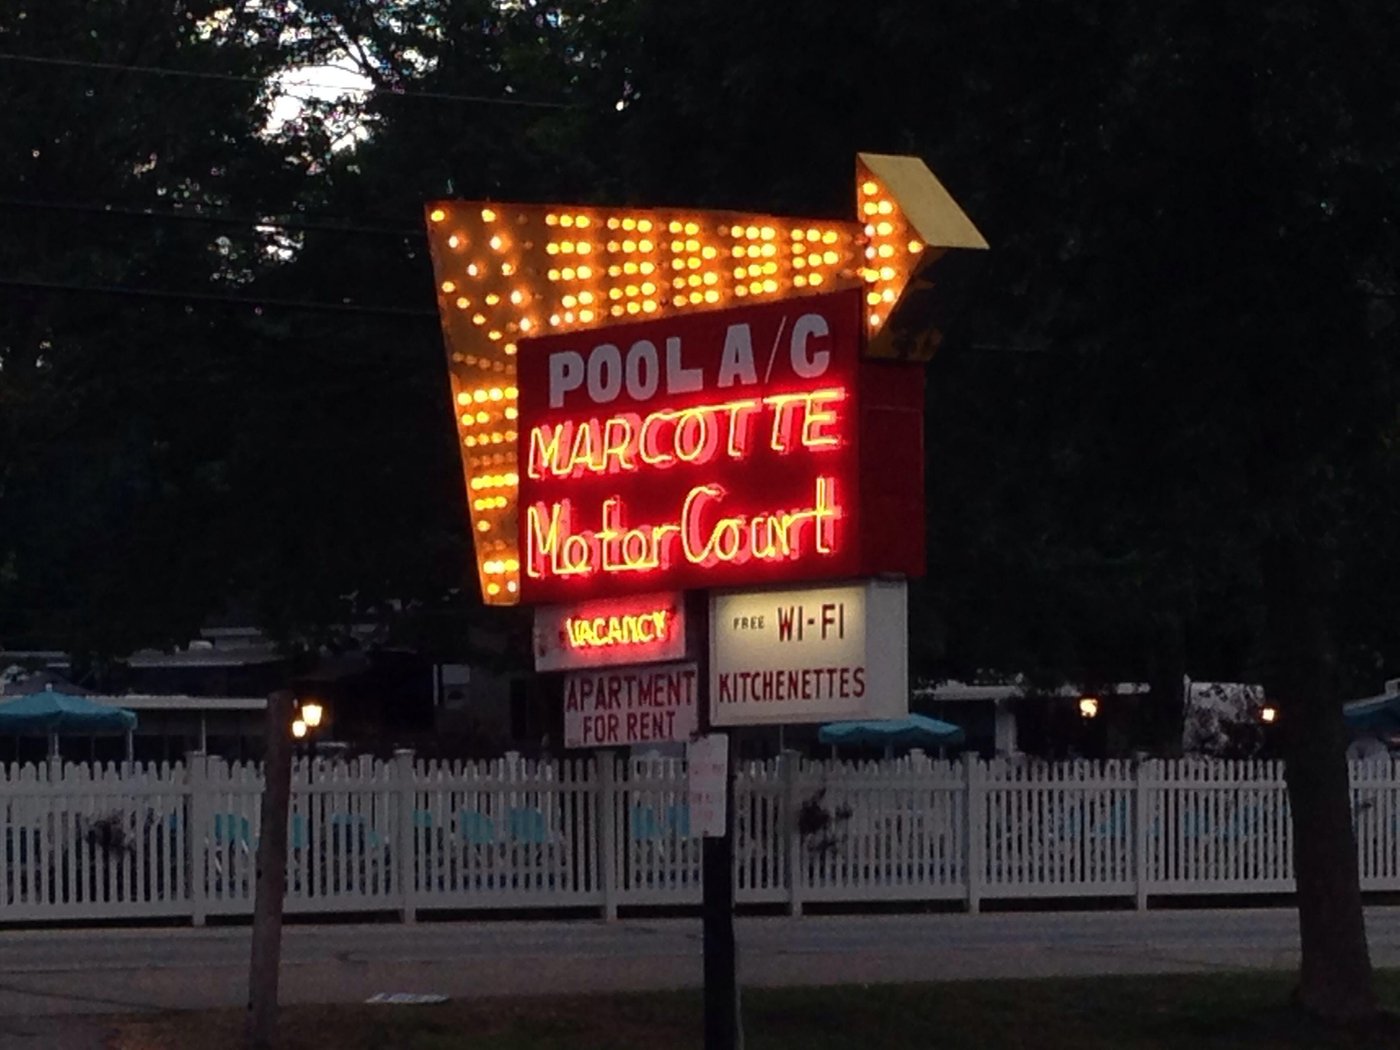 POOL A/C
MARCOTTE
Motor Court
VACANCY
FREE WI-FI
KITCHENETTES
APARTMENT
FOR RENT